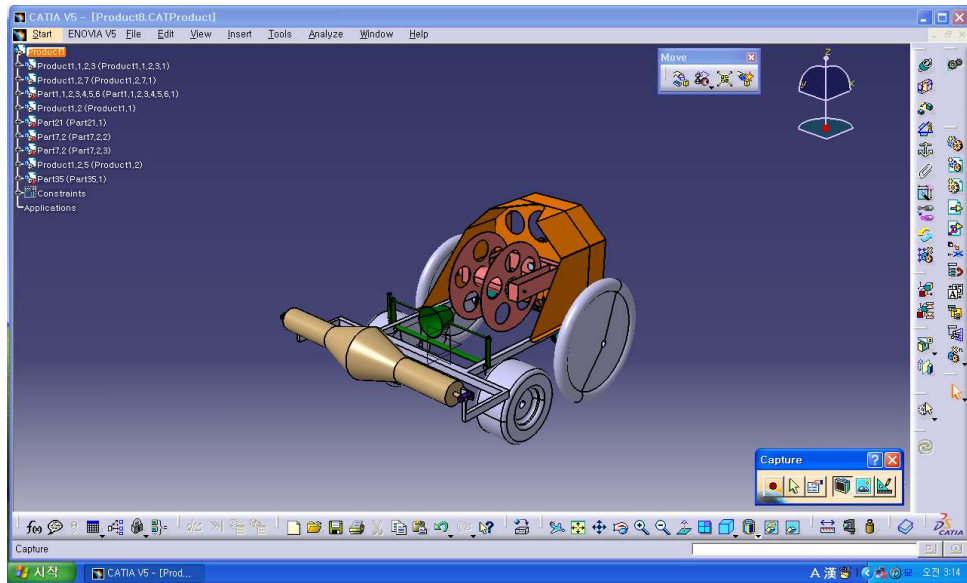 CATIA V5 - [Product8.CATProduct]
Start ENOVIA V5 File Edit View Insert Tools Analyze Window Help
Product1
Product1,1,2,3 (Product1,1,2,3,1)
Product1,2,7 (Product1,2,7,1)
Part1,1,2,3,4,5,6 (Part1,1,2,3,4,5,6,1)
Product1,2 (Product1,1)
Part21 (Part21,1)
Part7,2 (Part7,2,2)
Part7,2 (Part7,2,3)
Product1,2,5 (Product1,2)
Part35 (Part35,1)
Constraints
Applications
Move
z
y
Capture
f(x)
CATIA
Capture
시작
CATIA V5 - [Prod...
A 漢
오전 3:14